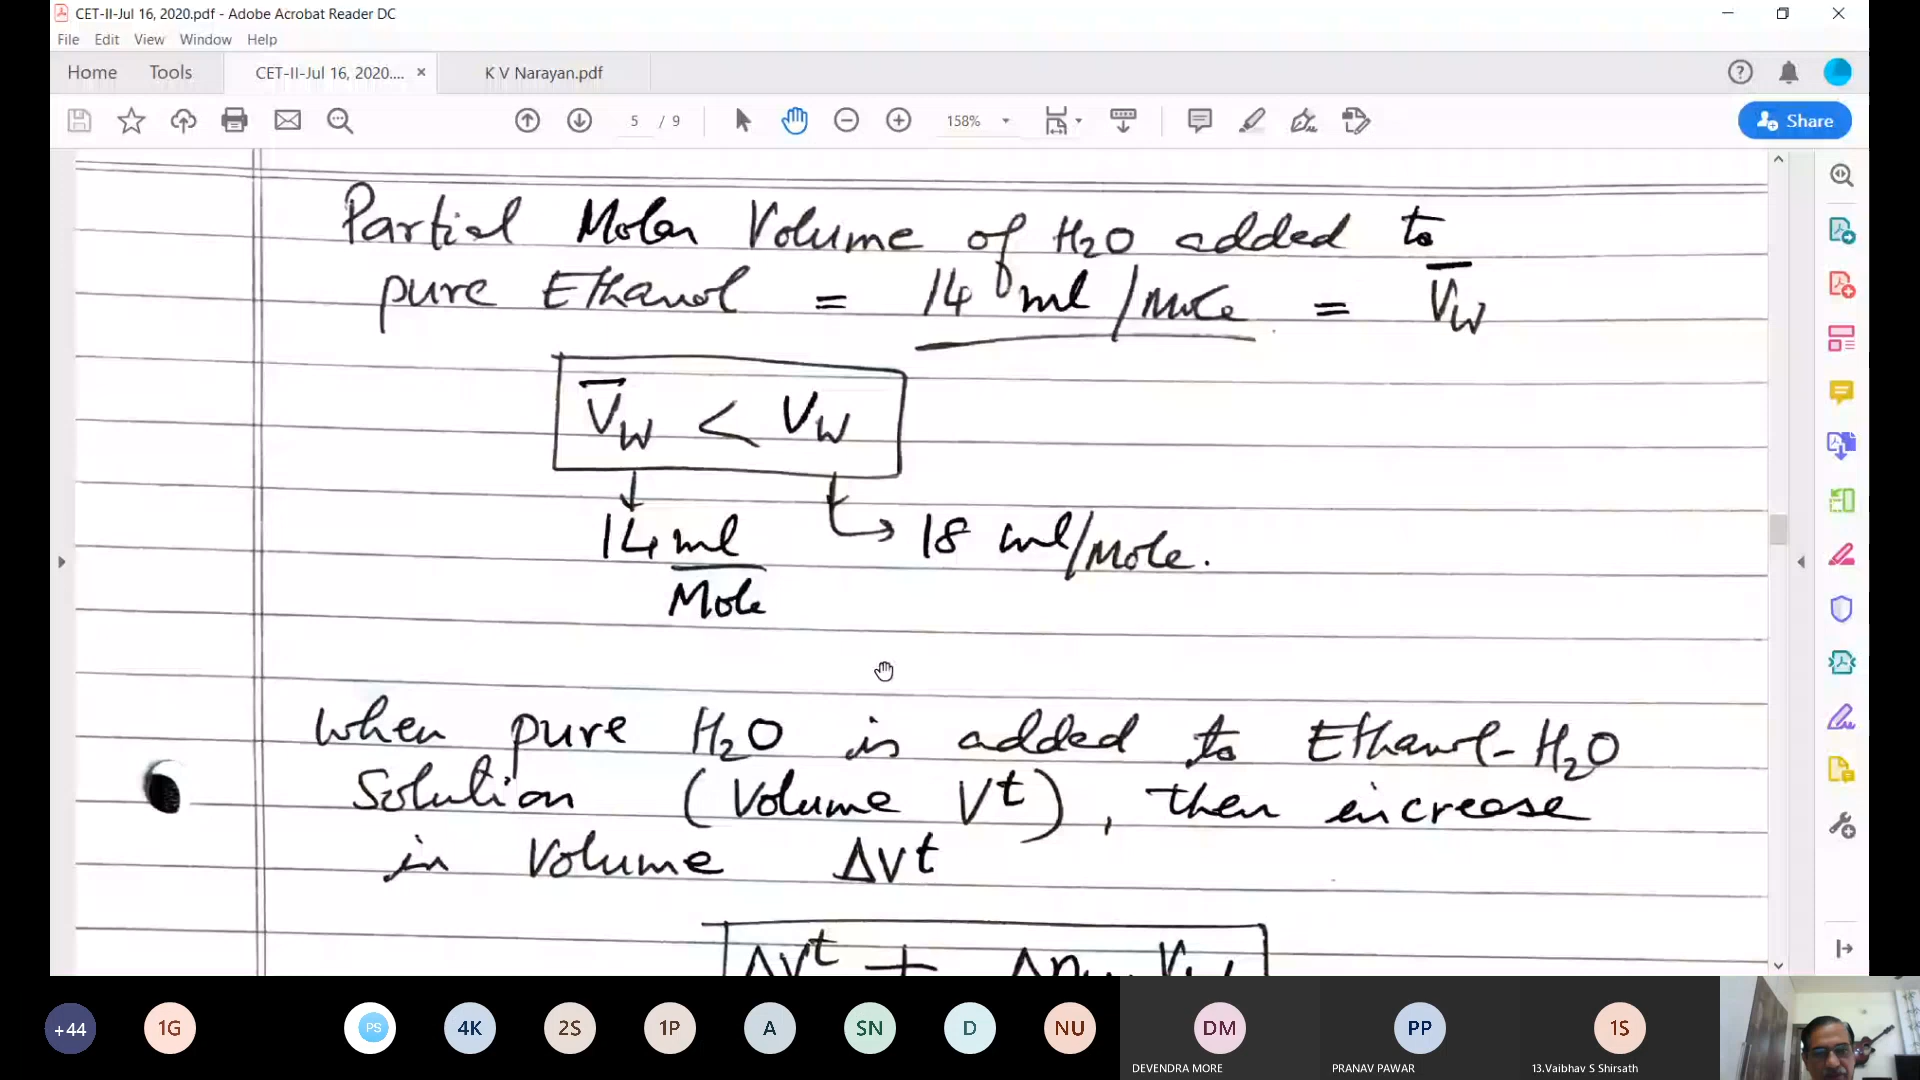 CET-II-Jul 16, 2020.pdf - Adobe Acrobat Reader DC
File Edit View Window Help
Home Tools CET-II-Jul 16, 2020.... × K V Narayan.pdf
5 / 9 158% Share
Partial Molar Volume of H2O added to
pure Ethanol = 14 ml/Mole = V̄w
V̄w < Vw
14 ml → 18 ml/Mole.
Mole
When pure H2O is added to Ethanol-H2O
Solution (Volume Vt), then increase
in Volume ΔVt
ΔVt ≠ Δnw Vw
+44 1G PS 4K 2S 1P A SN D NU DM PP 1S
DEVENDRA MORE PRANAV PAWAR 13.Vaibhav S Shirsath